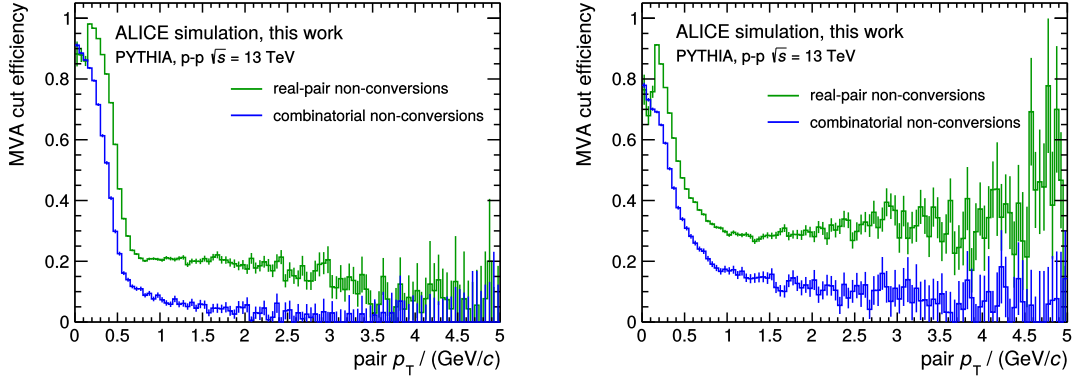 MVA cut efficiency
1
0.8
0.6
0.4
0.2
0
ALICE simulation, this work
PYTHIA, p-p √s = 13 TeV
real-pair non-conversions
combinatorial non-conversions
0 0.5 1 1.5 2 2.5 3 3.5 4 4.5 5
pair p_T / (GeV/c)
MVA cut efficiency
1
0.8
0.6
0.4
0.2
0
ALICE simulation, this work
PYTHIA, p-p √s = 13 TeV
real-pair non-conversions
combinatorial non-conversions
0 0.5 1 1.5 2 2.5 3 3.5 4 4.5 5
pair p_T / (GeV/c)